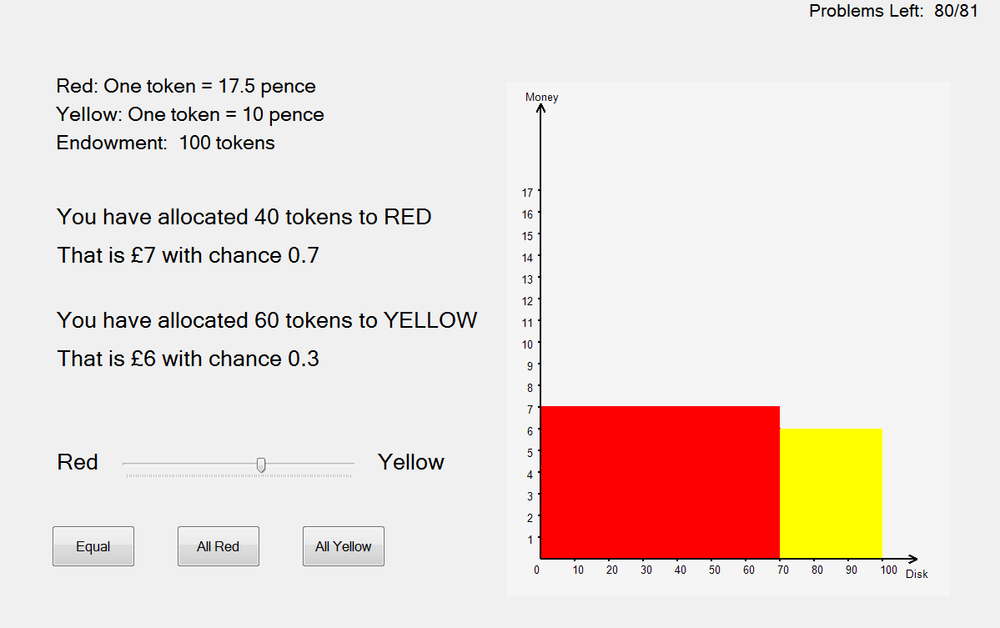 Problems Left:  80/81
Red: One token = 17.5 pence
Yellow: One token = 10 pence
Endowment:  100 tokens
You have allocated 40 tokens to RED
That is £7 with chance 0.7
You have allocated 60 tokens to YELLOW
That is £6 with chance 0.3
Red
Yellow
Equal
All Red
All Yellow
Money
17
16
15
14
13
12
11
10
9
8
7
6
5
4
3
2
1
0 10 20 30 40 50 60 70 80 90 100
Disk